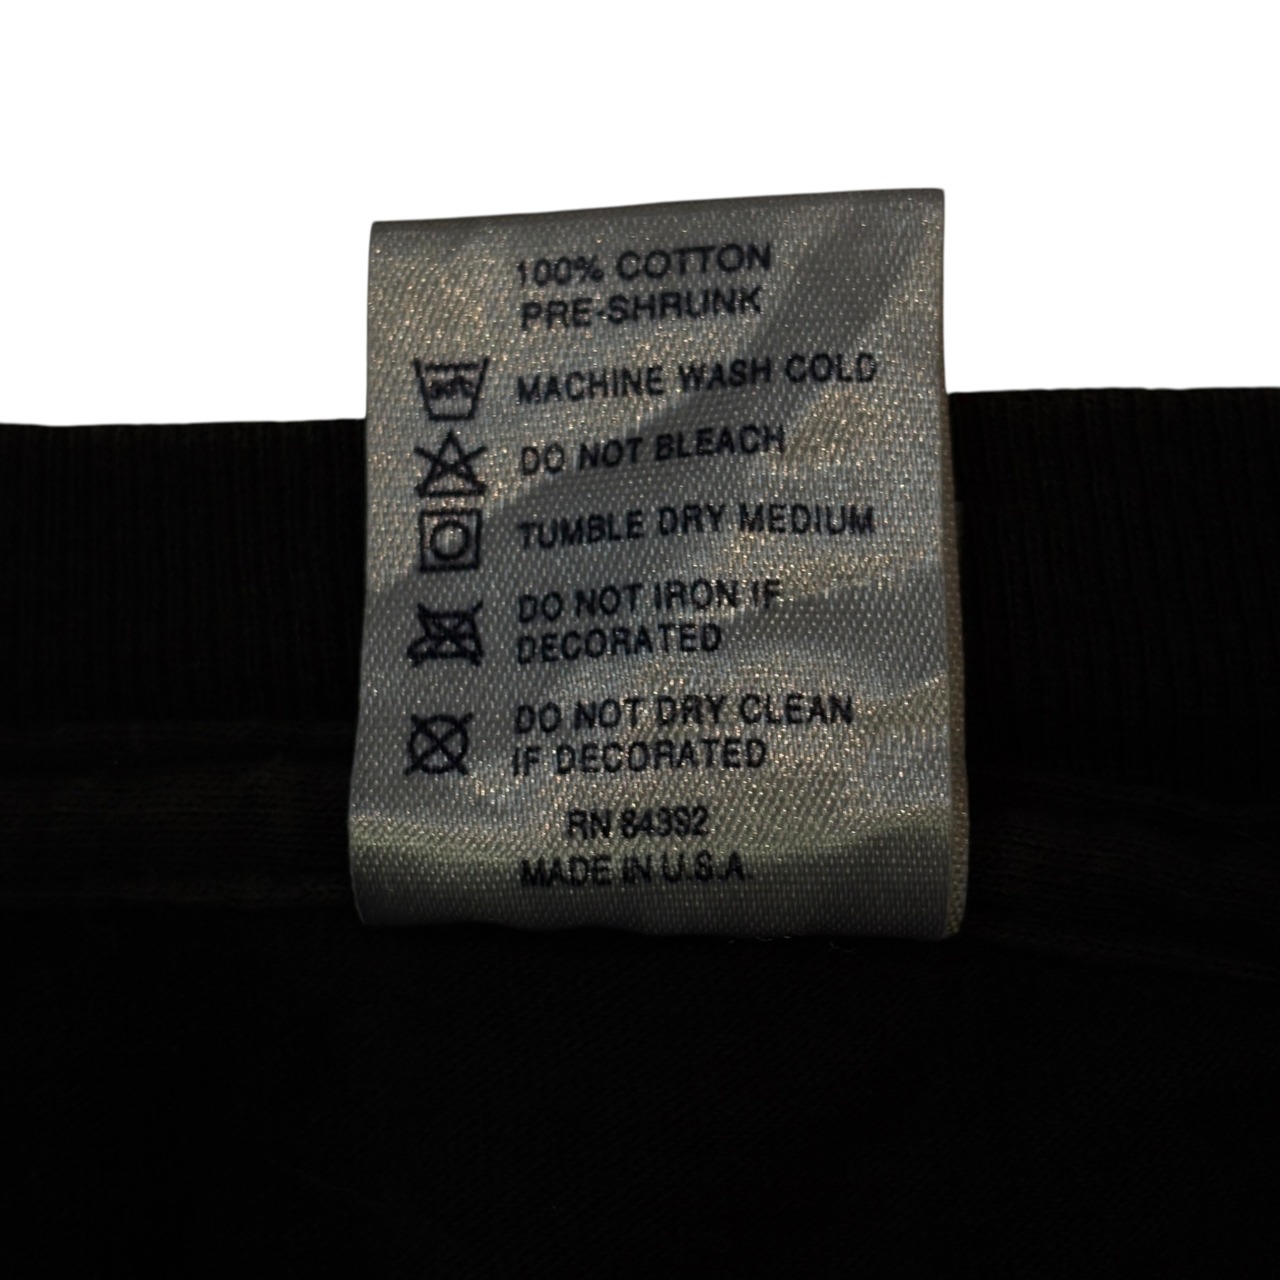 100% COTTON
PRE-SHRUNK
MACHINE WASH COLD
DO NOT BLEACH
TUMBLE DRY MEDIUM
DO NOT IRON IF
DECORATED
DO NOT DRY CLEAN
IF DECORATED
RN 84392
MADE IN U.S.A.